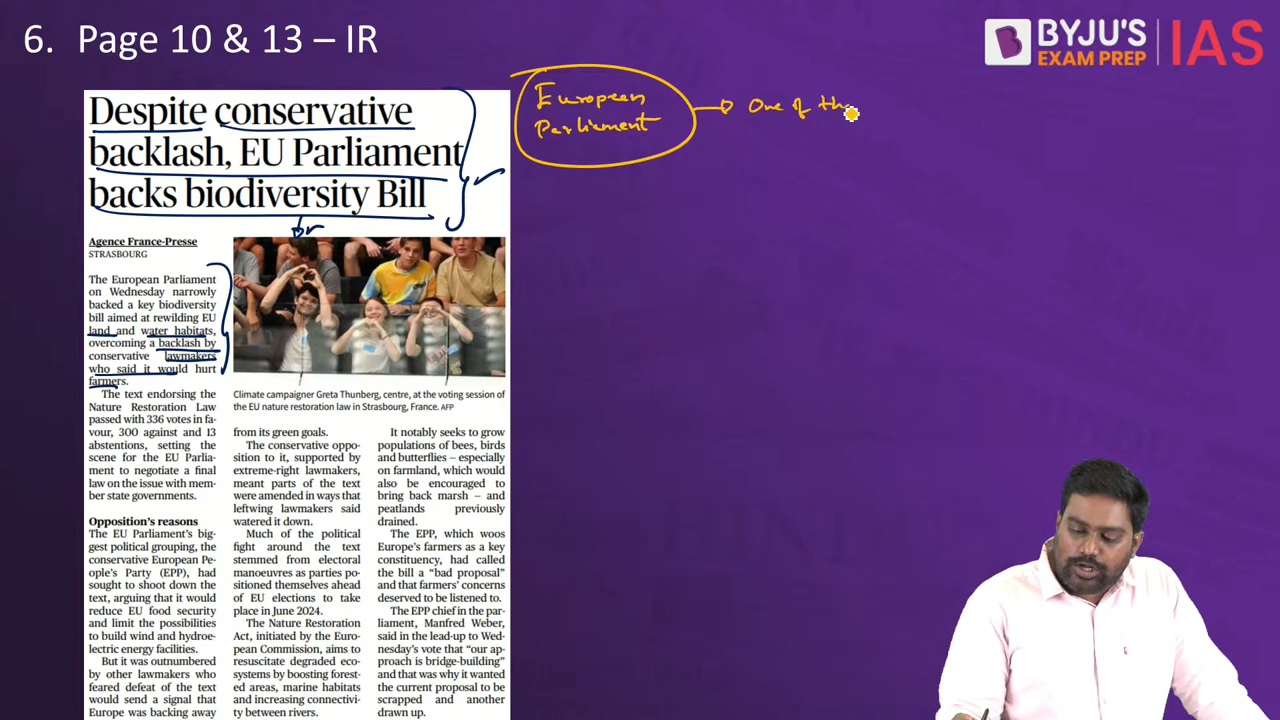 6. Page 10 & 13 – IR
BYJU'S
EXAM PREP
IAS
Despite conservative
backlash, EU Parliament
backs biodiversity Bill
European
Parliament
One of the
Agence France-Presse
STRASBOURG
The European Parliament
on Wednesday narrowly
backed a key biodiversity
bill aimed at rewilding EU
land and water habitats,
overcoming a backlash by
conservative lawmakers
who said it would hurt
farmers.
The text endorsing the
Nature Restoration Law
passed with 336 votes in fa-
vour, 300 against and 13
abstentions, setting the
scene for the EU Parlia-
ment to negotiate a final
law on the issue with mem-
ber state governments.
Opposition's reasons
The EU Parliament's big-
gest political grouping, the
conservative European Peo-
ple's Party (EPP), had
sought to shoot down the
text, arguing that it would
reduce EU food security
and limit the possibilities
to build wind and hydroe-
lectric energy facilities.
But it was outnumbered
by other lawmakers who
feared defeat of the text
would send a signal that
Europe was backing away
Climate campaigner Greta Thunberg, centre, at the voting session of
the EU nature restoration law in Strasbourg, France. AFP
from its green goals.
The conservative oppo-
sition to it, supported by
extreme-right lawmakers,
meant parts of the text
were amended in ways that
leftwing lawmakers said
watered it down.
Much of the political
fight around the text
stemmed from electoral
manoeuvres as parties po-
sitioned themselves ahead
of EU elections to take
place in June 2024.
The Nature Restoration
Act, initiated by the Euro-
pean Commission, aims to
resuscitate degraded eco-
systems by boosting forest-
ed areas, marine habitats
and increasing connectivi-
ty between rivers.
It notably seeks to grow
populations of bees, birds
and butterflies – especially
on farmland, which would
also be encouraged to
bring back marsh – and
peatlands previously
drained.
The EPP, which woos
Europe's farmers as a key
constituency, had called
the bill a “bad proposal”
and that farmers' concerns
deserved to be listened to.
The EPP chief in the par-
liament, Manfred Weber,
said in the lead-up to Wed-
nesday's vote that “our ap-
proach is bridge-building”
and that was why it wanted
the current proposal to be
scrapped and another
drawn up.